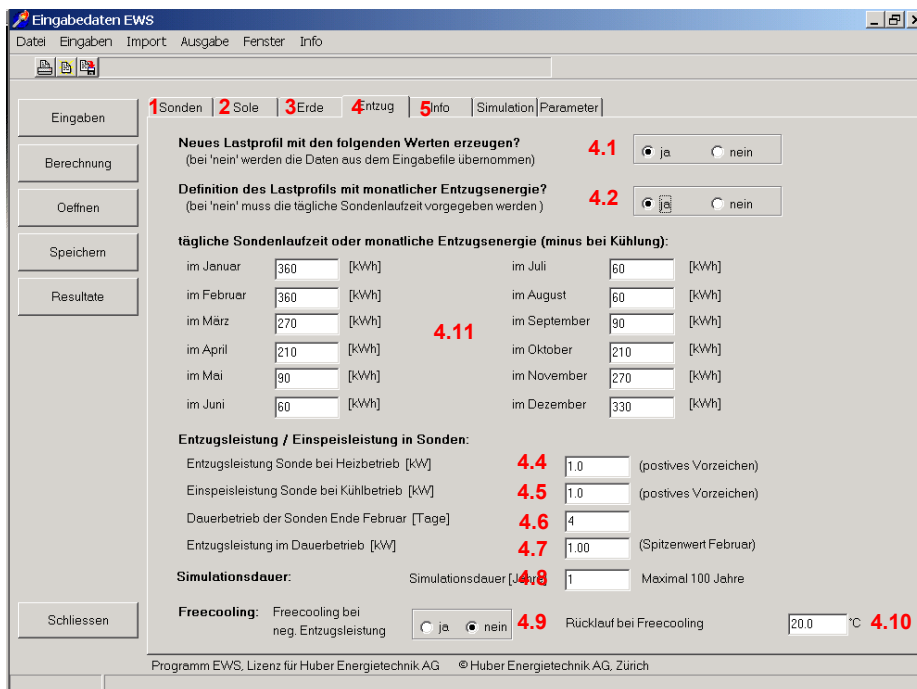 Eingabedaten EWS
Datei Eingaben Import Ausgabe Fenster Info
Eingaben
Berechnung
Oeffnen
Speichern
Resultate
Schliessen
1 Sonden 2 Sole 3 Erde 4 Entzug 5 Info Simulation Parameter
Neues Lastprofil mit den folgenden Werten erzeugen? 4.1 ja nein
(bei 'nein' werden die Daten aus dem Eingabefile übernommen)
Definition des Lastprofils mit monatlicher Entzugsenergie? 4.2 ja nein
(bei 'nein' muss die tägliche Sondenlaufzeit vorgegeben werden )
tägliche Sondenlaufzeit oder monatliche Entzugsenergie (minus bei Kühlung):
im Januar 360 [kWh] im Juli 60 [kWh]
im Februar 360 [kWh] im August 60 [kWh]
im März 270 [kWh] 4.11 im September 90 [kWh]
im April 210 [kWh] im Oktober 210 [kWh]
im Mai 90 [kWh] im November 270 [kWh]
im Juni 60 [kWh] im Dezember 330 [kWh]
Entzugsleistung / Einspeisleistung in Sonden:
Entzugsleistung Sonde bei Heizbetrieb [kW] 4.4 1.0 (postives Vorzeichen)
Einspeisleistung Sonde bei Kühlbetrieb [kW] 4.5 1.0 (postives Vorzeichen)
Dauerbetrieb der Sonden Ende Februar [Tage] 4.6 4
Entzugsleistung im Dauerbetrieb [kW] 4.7 1.00 (Spitzenwert Februar)
Simulationsdauer: Simulationsdauer [Jahre] 4.8 1 Maximal 100 Jahre
Freecooling: Freecooling bei
neg. Entzugsleistung ja nein 4.9 Rücklauf bei Freecooling 20.0 °C 4.10
Programm EWS, Lizenz für Huber Energietechnik AG © Huber Energietechnik AG, Zürich